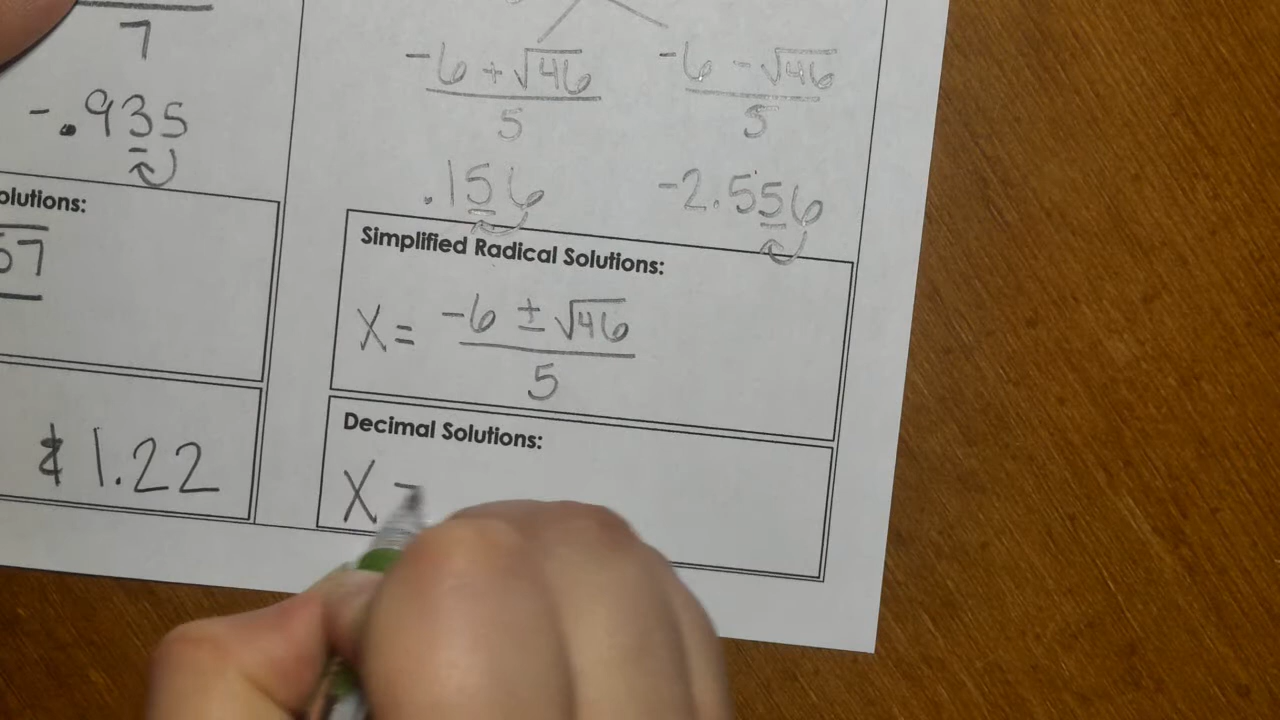 7
-.935
olutions:
57
& 1.22
-6 + √46 -6 - √46
5 5
.156 -2.556
Simplified Radical Solutions:
X = -6 ± √46
5
Decimal Solutions:
X =